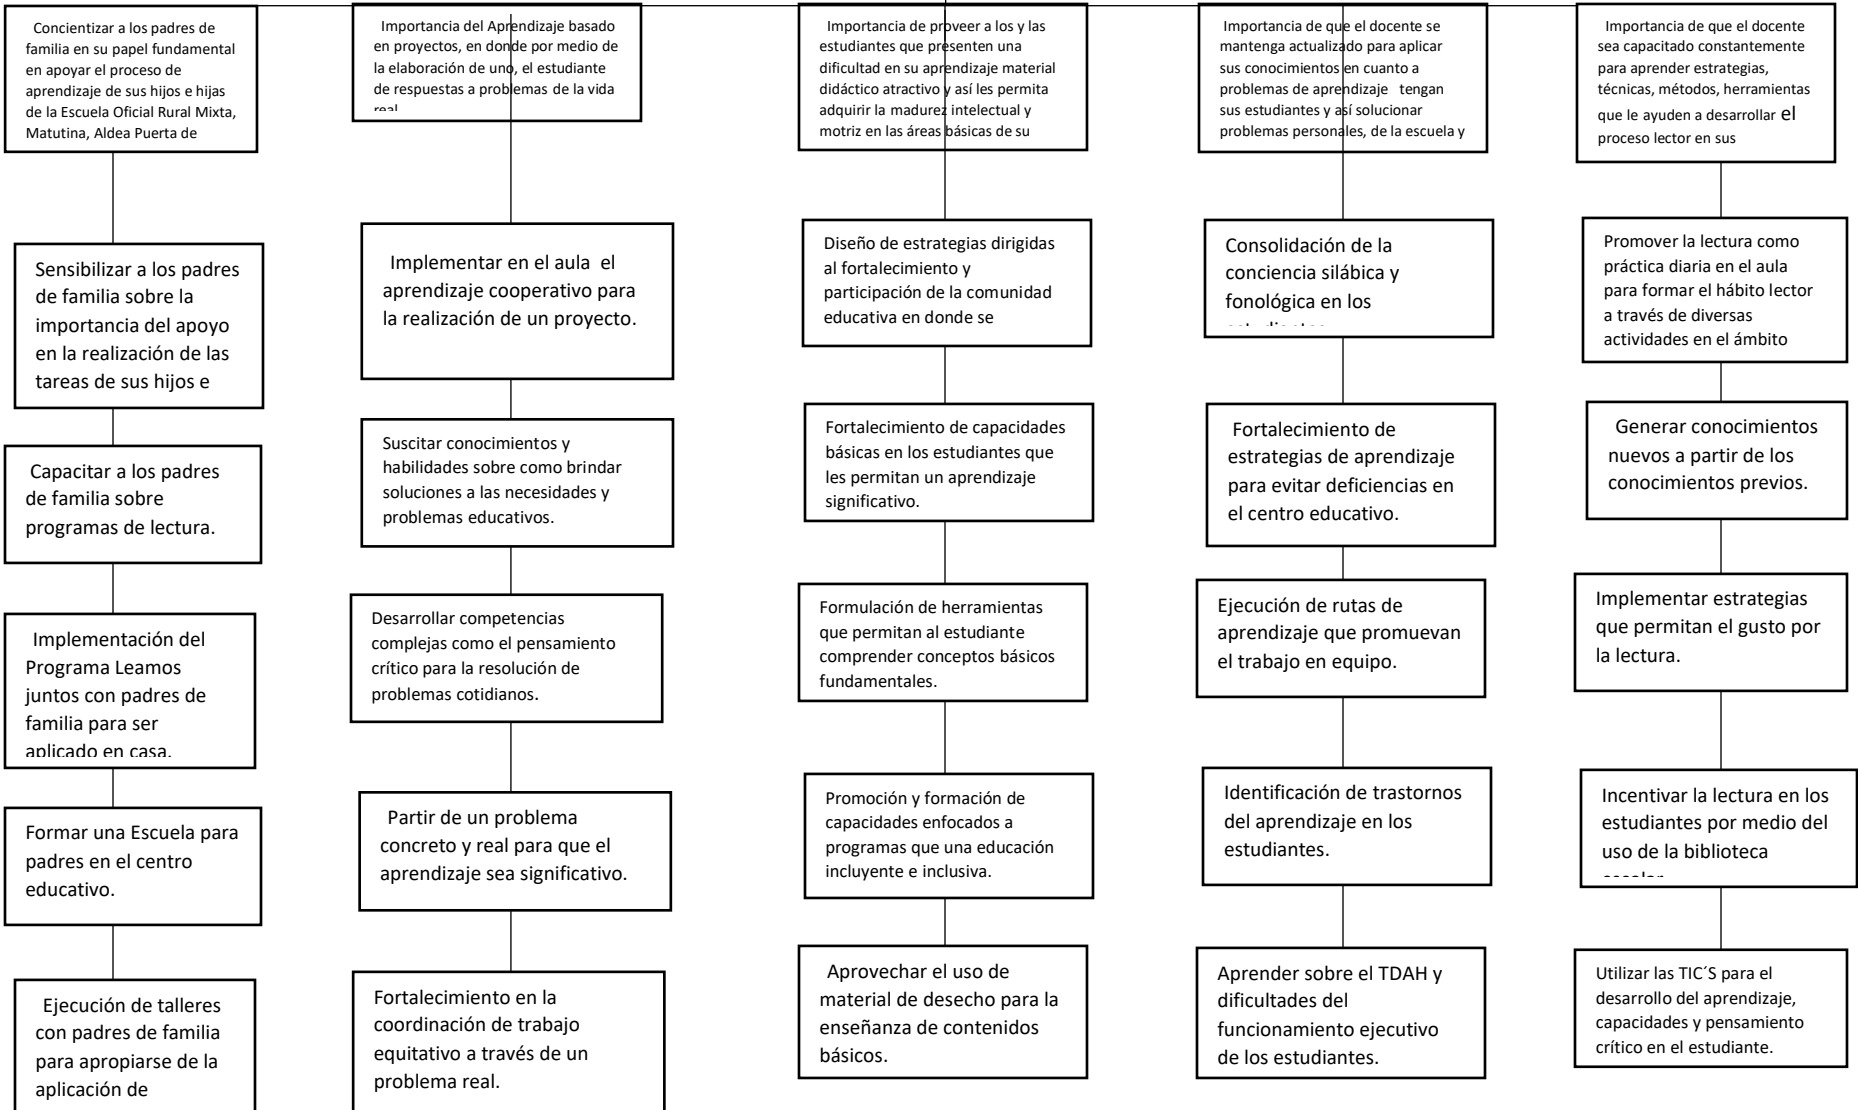 Concientizar a los padres de
familia en su papel fundamental
en apoyar el proceso de
aprendizaje de sus hijos e hijas
de la Escuela Oficial Rural Mixta,
Matutina, Aldea Puerta de
Sensibilizar a los padres
de familia sobre la
importancia del apoyo
en la realización de las
tareas de sus hijos e
Capacitar a los padres
de familia sobre
programas de lectura.
Implementación del
Programa Leamos
juntos con padres de
familia para ser
aplicado en casa.
Formar una Escuela para
padres en el centro
educativo.
Ejecución de talleres
con padres de familia
para apropiarse de la
aplicación de
Importancia del Aprendizaje basado
en proyectos, en donde por medio de
la elaboración de uno, el estudiante
de respuestas a problemas de la vida
real
Implementar en el aula el
aprendizaje cooperativo para
la realización de un proyecto.
Suscitar conocimientos y
habilidades sobre como brindar
soluciones a las necesidades y
problemas educativos.
Desarrollar competencias
complejas como el pensamiento
crítico para la resolución de
problemas cotidianos.
Partir de un problema
concreto y real para que el
aprendizaje sea significativo.
Fortalecimiento en la
coordinación de trabajo
equitativo a través de un
problema real.
Importancia de proveer a los y las
estudiantes que presenten una
dificultad en su aprendizaje material
didáctico atractivo y así les permita
adquirir la madurez intelectual y
motriz en las áreas básicas de su
Diseño de estrategias dirigidas
al fortalecimiento y
participación de la comunidad
educativa en donde se
Fortalecimiento de capacidades
básicas en los estudiantes que
les permitan un aprendizaje
significativo.
Formulación de herramientas
que permitan al estudiante
comprender conceptos básicos
fundamentales.
Promoción y formación de
capacidades enfocados a
programas que una educación
incluyente e inclusiva.
Aprovechar el uso de
material de desecho para la
enseñanza de contenidos
básicos.
Importancia de que el docente se
mantenga actualizado para aplicar
sus conocimientos en cuanto a
problemas de aprendizaje tengan
sus estudiantes y así solucionar
problemas personales, de la escuela y
Consolidación de la
conciencia silábica y
fonológica en los
Fortalecimiento de
estrategias de aprendizaje
para evitar deficiencias en
el centro educativo.
Ejecución de rutas de
aprendizaje que promuevan
el trabajo en equipo.
Identificación de trastornos
del aprendizaje en los
estudiantes.
Aprender sobre el TDAH y
dificultades del
funcionamiento ejecutivo
de los estudiantes.
Importancia de que el docente
sea capacitado constantemente
para aprender estrategias,
técnicas, métodos, herramientas
que le ayuden a desarrollar el
proceso lector en sus
Promover la lectura como
práctica diaria en el aula
para formar el hábito lector
a través de diversas
actividades en el ámbito
Generar conocimientos
nuevos a partir de los
conocimientos previos.
Implementar estrategias
que permitan el gusto por
la lectura.
Incentivar la lectura en los
estudiantes por medio del
uso de la biblioteca
Utilizar las TIC´S para el
desarrollo del aprendizaje,
capacidades y pensamiento
crítico en el estudiante.